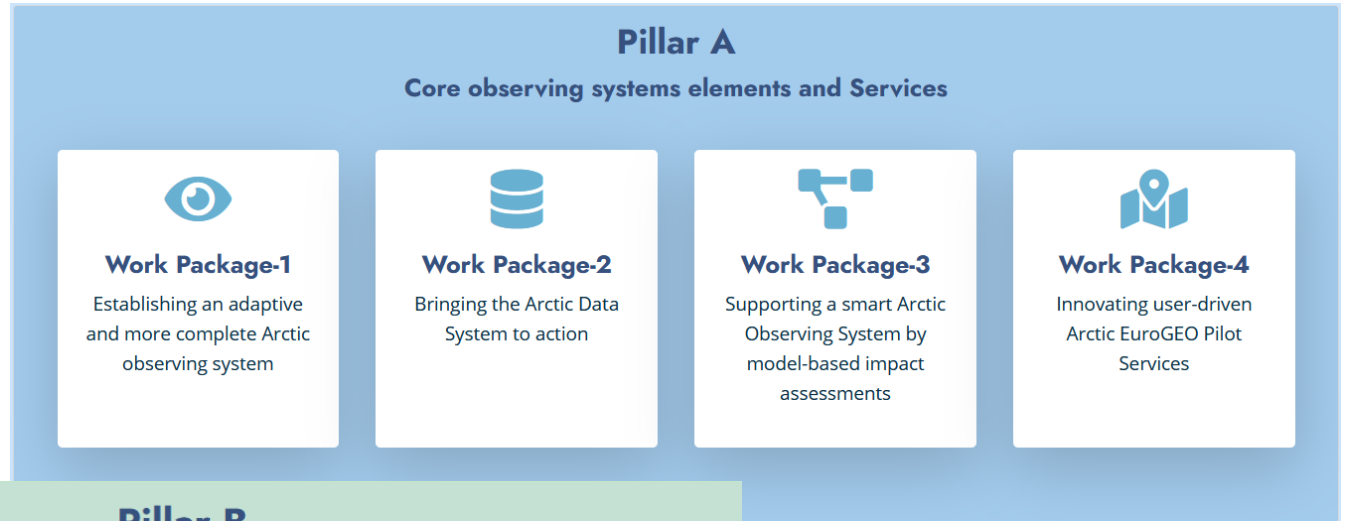 Pillar A
Core observing systems elements and Services
Work Package-1
Establishing an adaptive
and more complete Arctic
observing system
Work Package-2
Bringing the Arctic Data
System to action
Work Package-3
Supporting a smart Arctic
Observing System by
model-based impact
assessments
Work Package-4
Innovating user-driven
Arctic EuroGEO Pilot
Services
Pillar B